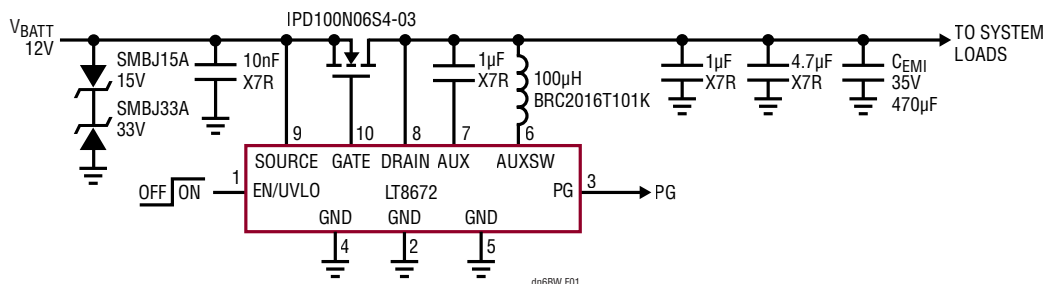 IPD100N06S4-03
VBATT
12V
SMBJ15A
15V
SMBJ33A
33V
10nF
X7R
1µF
X7R
100µH
BRC2016T101K
1µF
X7R
4.7µF
X7R
CEMI
35V
470µF
TO SYSTEM
LOADS
9 10 8 7 6
SOURCE GATE DRAIN AUX AUXSW
OFF ON
1
EN/UVLO
LT8672
PG
3
PG
GND GND GND
4 2 5
dn6BW F01